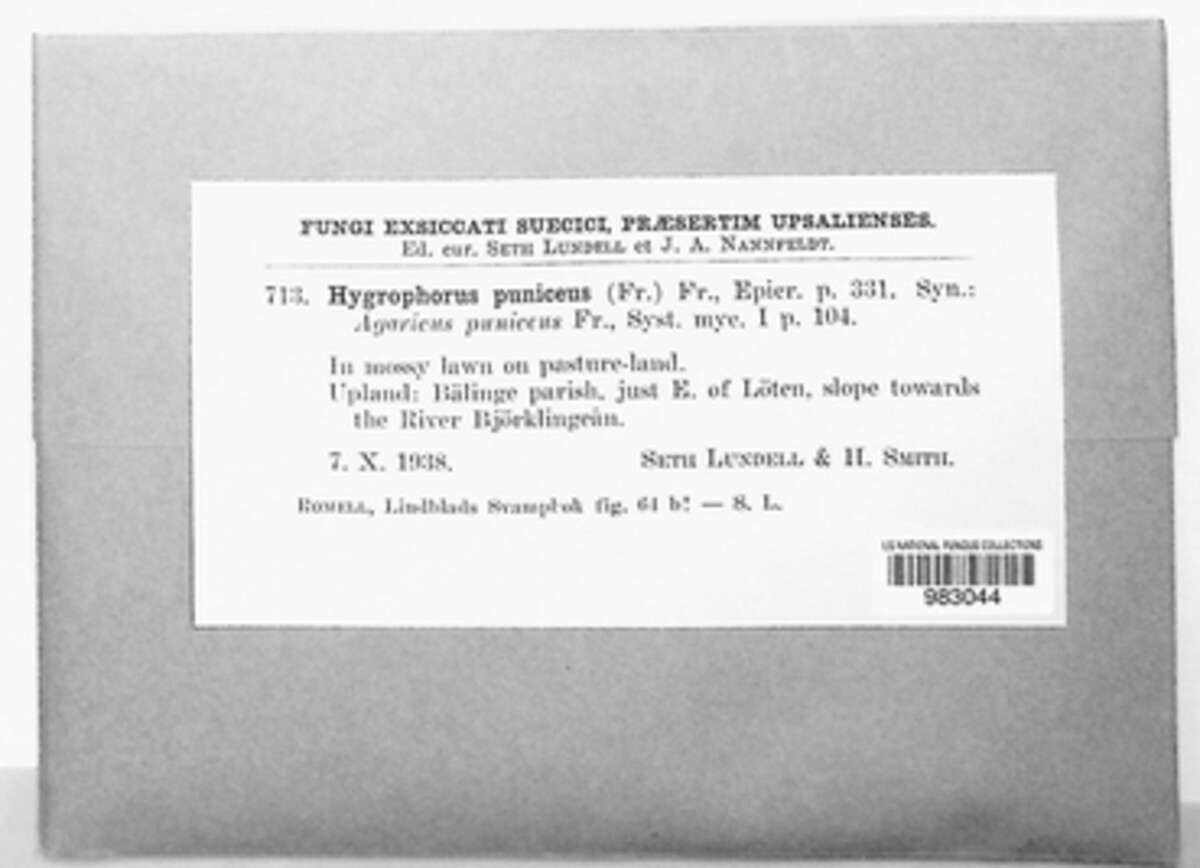 FUNGI EXSICCATI SUECICI, PRÆSERTIM UPSALIENSES.
Ed. cur. SETH LUNDELL et J. A. NANNFELDT.
713. Hygrophorus puniceus (Fr.) Fr., Epicr. p. 331. Syn.:
Agaricus puniceus Fr., Syst. myc. I p. 104.
In mossy lawn on pasture-land.
Upland: Bälinge parish, just E. of Löten, slope towards
the River Björklingeån.
7. X. 1938. SETH LUNDELL & H. SMITH.
ROMELL, Lindblads Svampbok fig. 64 b! — S. L.
US NATIONAL FUNGUS COLLECTIONS
983044